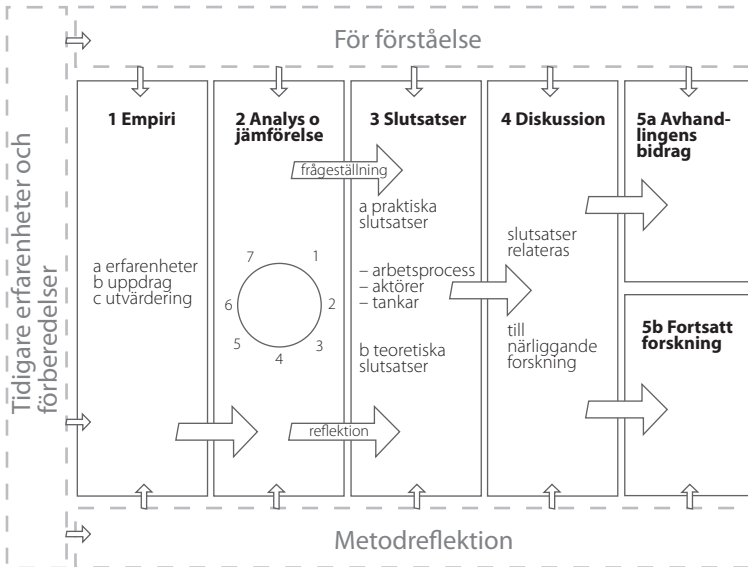 För förståelse
Tidigare erfarenheter och
förberedelser
1 Empiri
a erfarenheter
b uppdrag
c utvärdering
2 Analys o
jämförelse
frågeställning
7
1
6
2
5
3
4
reflektion
3 Slutsatser
a praktiska
slutsatser
– arbetsprocess
– aktörer
– tankar
b teoretiska
slutsatser
4 Diskussion
slutsatser
relateras
till
närliggande
forskning
5a Avhand-
lingens
bidrag
5b Fortsatt
forskning
Metodreflektion